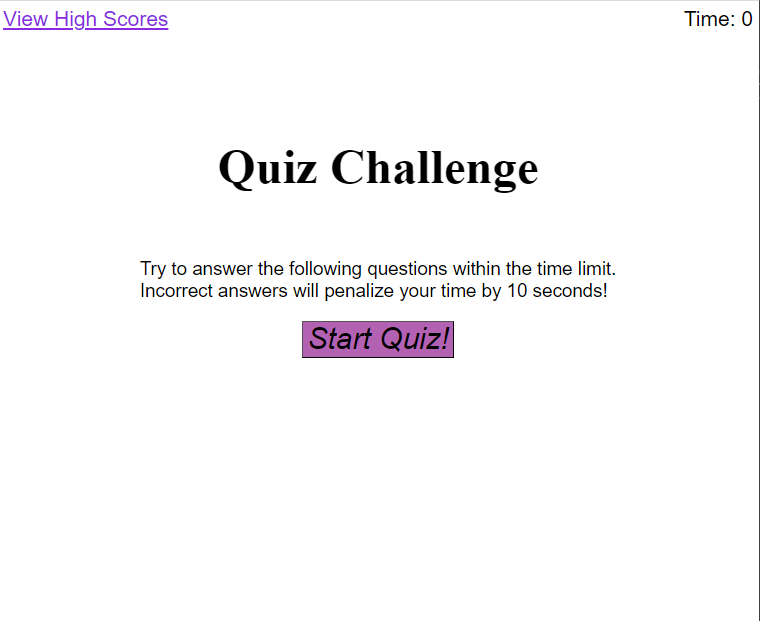 View High Scores
Time: 0
Quiz Challenge
Try to answer the following questions within the time limit.
Incorrect answers will penalize your time by 10 seconds!
Start Quiz!